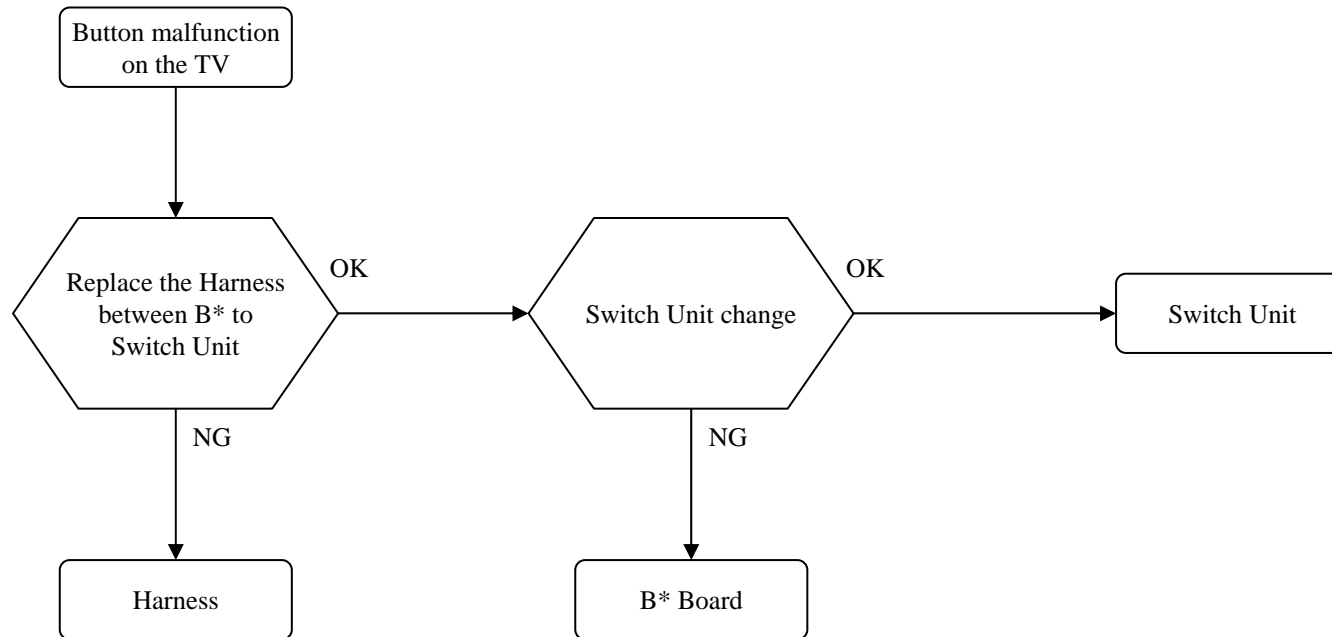 Button malfunction
on the TV
Replace the Harness
between B* to
Switch Unit
OK
Switch Unit change
OK
Switch Unit
NG
NG
Harness
B* Board